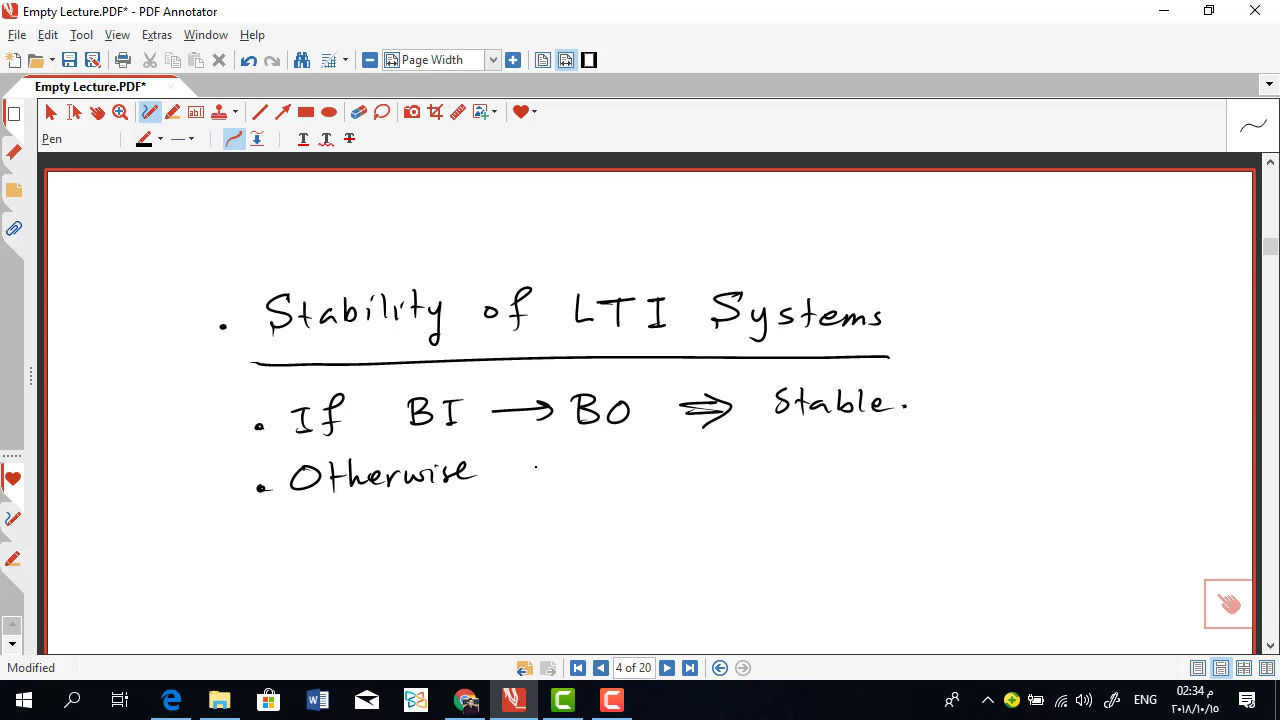 Empty Lecture.PDF* - PDF Annotator
File Edit Tool View Extras Window Help
Page Width
Empty Lecture.PDF*
Pen
. Stability of LTI Systems
. If BI → BO ⇒ Stable.
. Otherwise
Modified
4 of 20
ENG
02:34 م
٢٠١٨/١٠/١٥